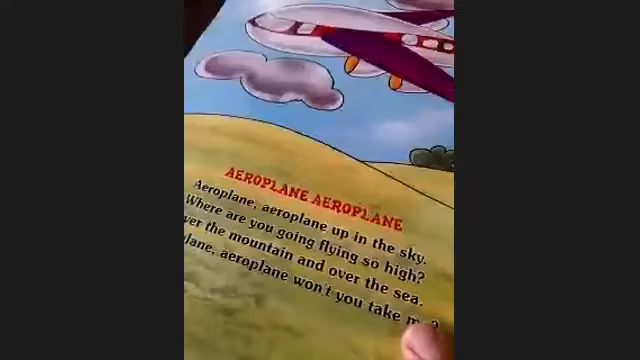 AEROPLANE AEROPLANE
Aeroplane, aeroplane up in the sky.
Where are you going flying so high?
ver the mountain and over the sea.
lane, aeroplane won't you take m ?